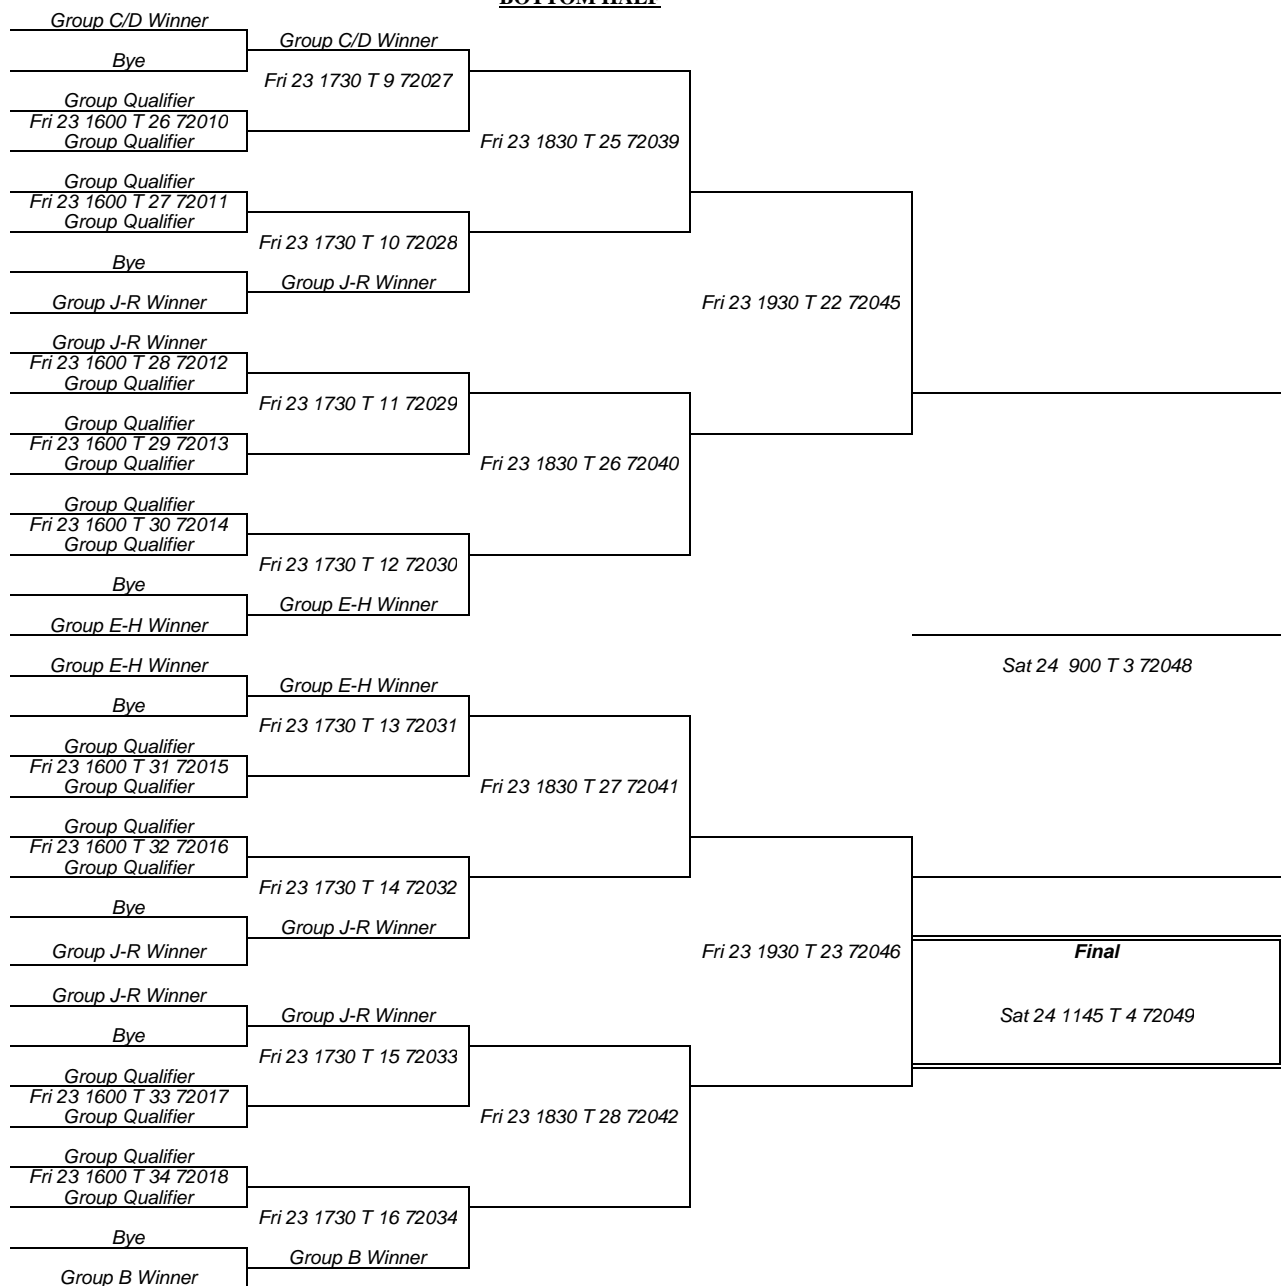 BOTTOM HALF
Group C/D Winner
Group C/D Winner
Bye
Fri 23 1730 T 9 72027
Group Qualifier
Fri 23 1600 T 26 72010
Group Qualifier
Fri 23 1830 T 25 72039
Group Qualifier
Fri 23 1600 T 27 72011
Group Qualifier
Fri 23 1730 T 10 72028
Bye
Group J-R Winner
Group J-R Winner
Fri 23 1930 T 22 72045
Group J-R Winner
Fri 23 1600 T 28 72012
Group Qualifier
Fri 23 1730 T 11 72029
Group Qualifier
Fri 23 1600 T 29 72013
Group Qualifier
Fri 23 1830 T 26 72040
Group Qualifier
Fri 23 1600 T 30 72014
Group Qualifier
Fri 23 1730 T 12 72030
Bye
Group E-H Winner
Group E-H Winner
Group E-H Winner
Sat 24 900 T 3 72048
Group E-H Winner
Bye
Fri 23 1730 T 13 72031
Group Qualifier
Fri 23 1600 T 31 72015
Group Qualifier
Fri 23 1830 T 27 72041
Group Qualifier
Fri 23 1600 T 32 72016
Group Qualifier
Fri 23 1730 T 14 72032
Bye
Group J-R Winner
Group J-R Winner
Fri 23 1930 T 23 72046
Final
Group J-R Winner
Group J-R Winner
Sat 24 1145 T 4 72049
Bye
Fri 23 1730 T 15 72033
Group Qualifier
Fri 23 1600 T 33 72017
Group Qualifier
Fri 23 1830 T 28 72042
Group Qualifier
Fri 23 1600 T 34 72018
Group Qualifier
Fri 23 1730 T 16 72034
Bye
Group B Winner
Group B Winner